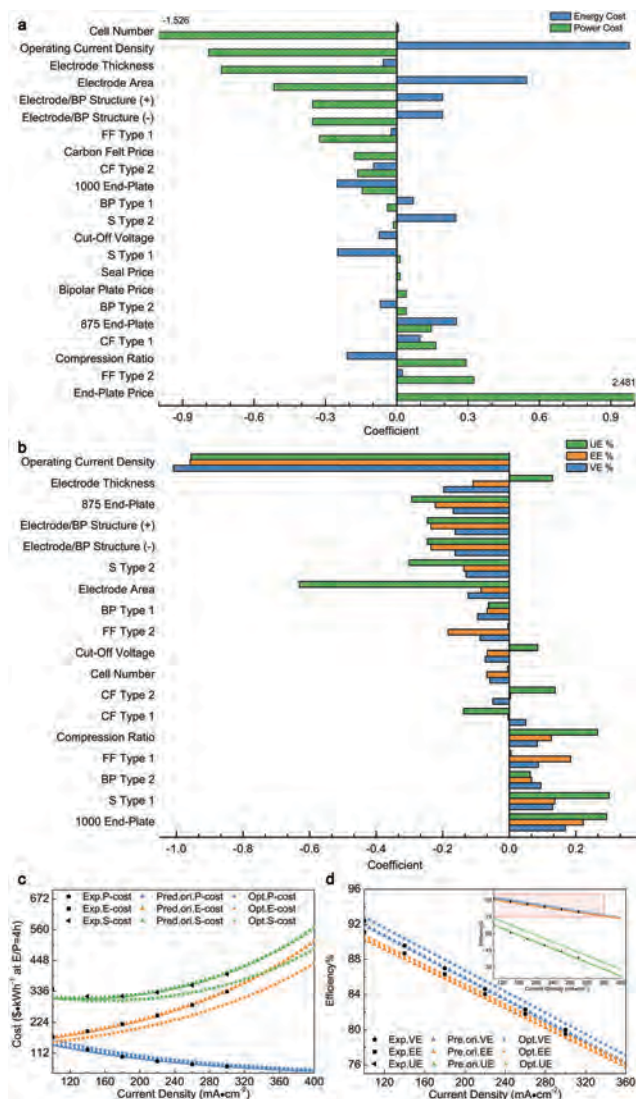 a
-1.526
Energy Cost
Power Cost
Cell Number
Operating Current Density
Electrode Thickness
Electrode Area
Electrode/BP Structure (+)
Electrode/BP Structure (-)
FF Type 1
Carbon Felt Price
CF Type 2
1000 End-Plate
BP Type 1
S Type 2
Cut-Off Voltage
S Type 1
Seal Price
Bipolar Plate Price
BP Type 2
875 End-Plate
CF Type 1
Compression Ratio
FF Type 2
2.481
End-Plate Price
-0.9 -0.6 -0.3 0.0 0.3 0.6 0.9
Coefficient
b
UE %
EE %
VE %
Operating Current Density
Electrode Thickness
875 End-Plate
Electrode/BP Structure (+)
Electrode/BP Structure (-)
S Type 2
Electrode Area
BP Type 1
FF Type 2
Cut-Off Voltage
Cell Number
CF Type 2
CF Type 1
Compression Ratio
FF Type 1
BP Type 2
S Type 1
1000 End-Plate
-1.0 -0.8 -0.6 -0.4 -0.2 0.0 0.2
Coefficient
c
Exp.P-cost Pred.ori.P-cost Opt.P-cost
Exp.E-cost Pred.ori.E-cost Opt.E-cost
Exp.S-cost Pred.ori.S-cost Opt.S-cost
Cost ($•kWh⁻¹ at E/P=4h)
672
560
448
336
224
112
100 160 220 280 340 400
Current Density (mA•cm⁻²)
d
Efficiency%
96
92
88
84
80
76
Exp.VE Pre.ori.VE Opt.VE
Exp.EE Pre.ori.EE Opt.EE
Exp.UE Pre.ori.UE Opt.UE
100 160 220 280 340 360
Current Density (mA•cm⁻²)